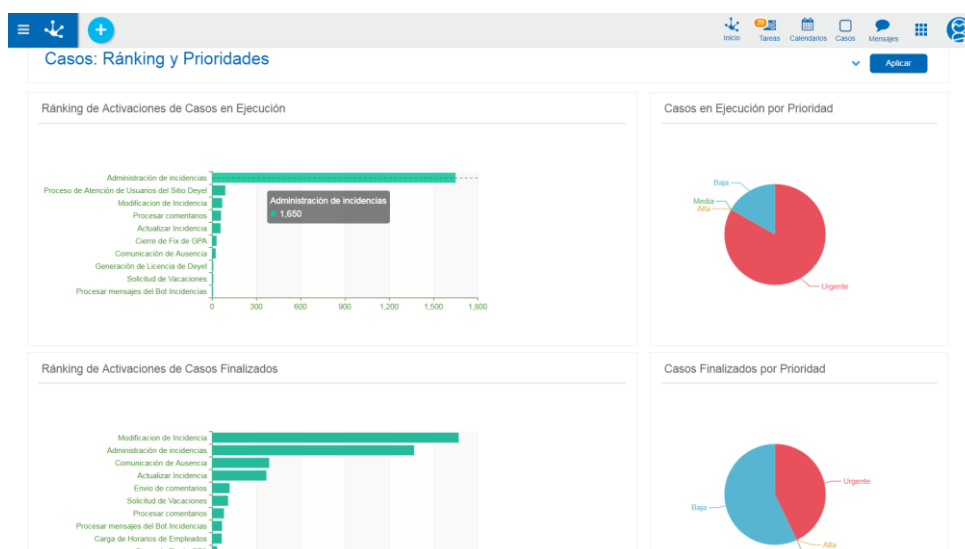 20
Inicio
Tareas
Calendarios
Casos
Mensajes
Casos: Ránking y Prioridades
Aplicar
Ránking de Activaciones de Casos en Ejecución
Administración de incidencias
Proceso de Atención de Usuarios del Sitio Deyel
Modificacion de Incidencia
Procesar comentarios
Actualizar Incidencia
Cierre de Fix de GPA
Comunicación de Ausencia
Generación de Licencia de Deyel
Solicitud de Vacaciones
Procesar mensajes del Bot Incidencias
Administración de incidencias
1,650
0 300 600 900 1,200 1,500 1,800
Casos en Ejecución por Prioridad
Baja
Media
Alta
Urgente
Ránking de Activaciones de Casos Finalizados
Modificacion de Incidencia
Administración de incidencias
Comunicación de Ausencia
Actualizar Incidencia
Envio de comentarios
Solicitud de Vacaciones
Procesar comentarios
Procesar mensajes del Bot Incidencias
Carga de Horarios de Empleados
Casos Finalizados por Prioridad
Urgente
Baja
Alta